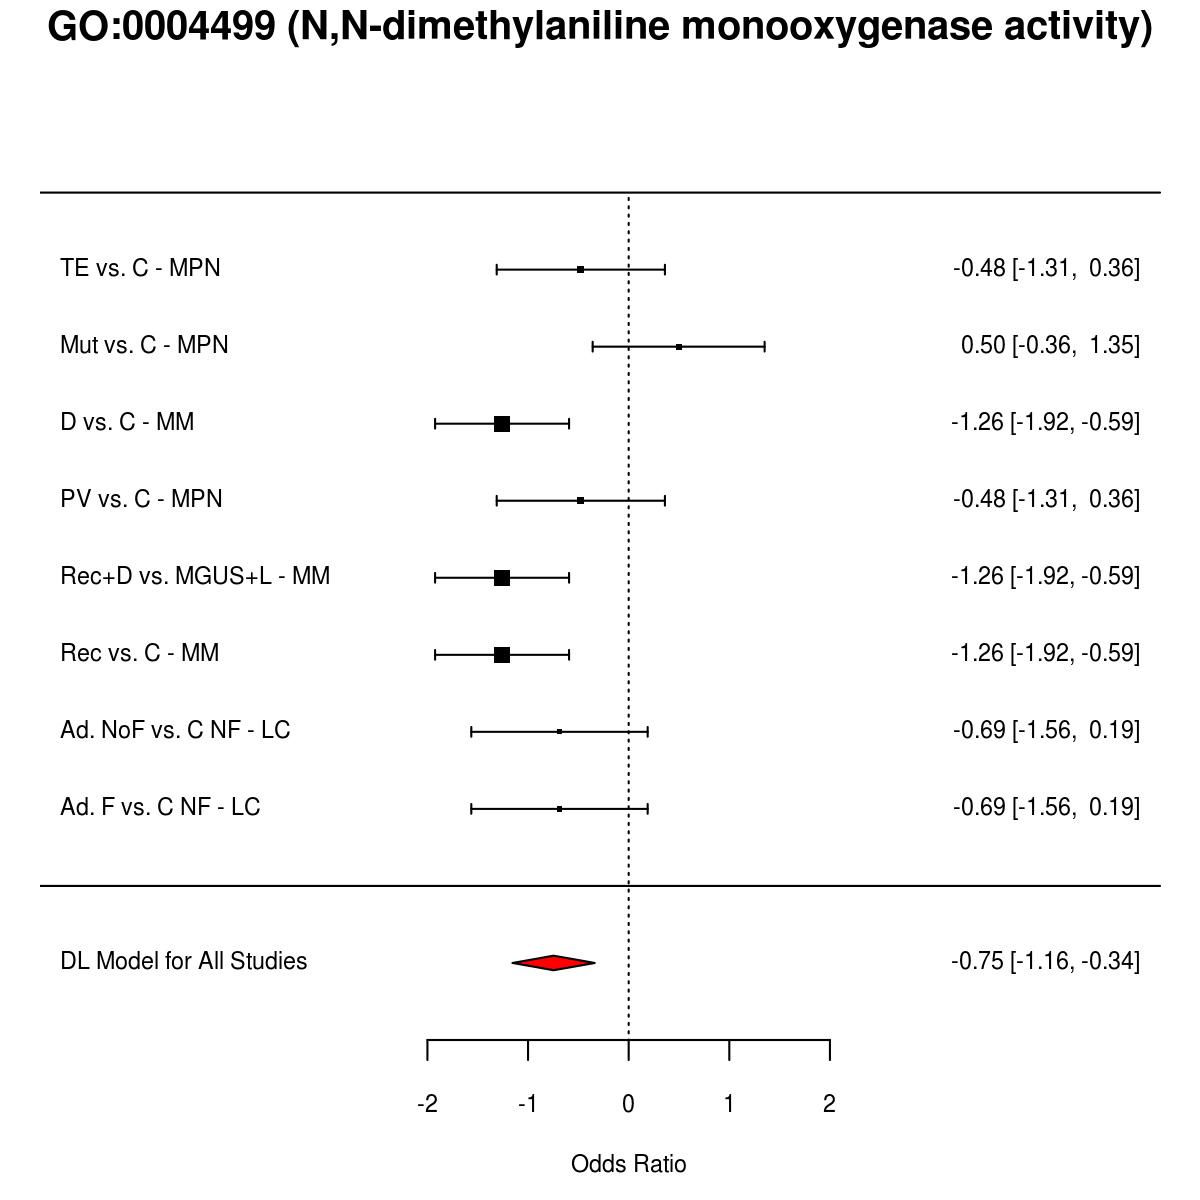 GO:0004499 (N,N-dimethylaniline monooxygenase activity)
TE vs. C - MPN -0.48 [-1.31, 0.36]
Mut vs. C - MPN 0.50 [-0.36, 1.35]
D vs. C - MM -1.26 [-1.92, -0.59]
PV vs. C - MPN -0.48 [-1.31, 0.36]
Rec+D vs. MGUS+L - MM -1.26 [-1.92, -0.59]
Rec vs. C - MM -1.26 [-1.92, -0.59]
Ad. NoF vs. C NF - LC -0.69 [-1.56, 0.19]
Ad. F vs. C NF - LC -0.69 [-1.56, 0.19]
DL Model for All Studies -0.75 [-1.16, -0.34]
-2 -1 0 1 2
Odds Ratio